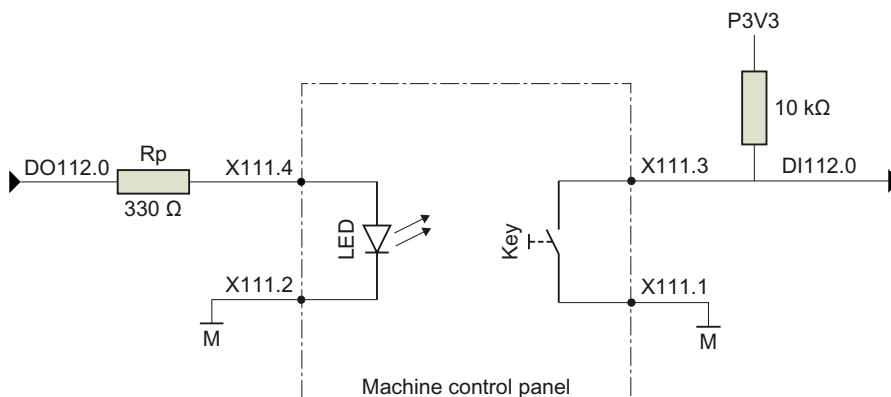 P3V3
10 kΩ
DO112.0
Rp
330 Ω
X111.4
X111.3
DI112.0
LED
Key
X111.2
X111.1
M
M
Machine control panel